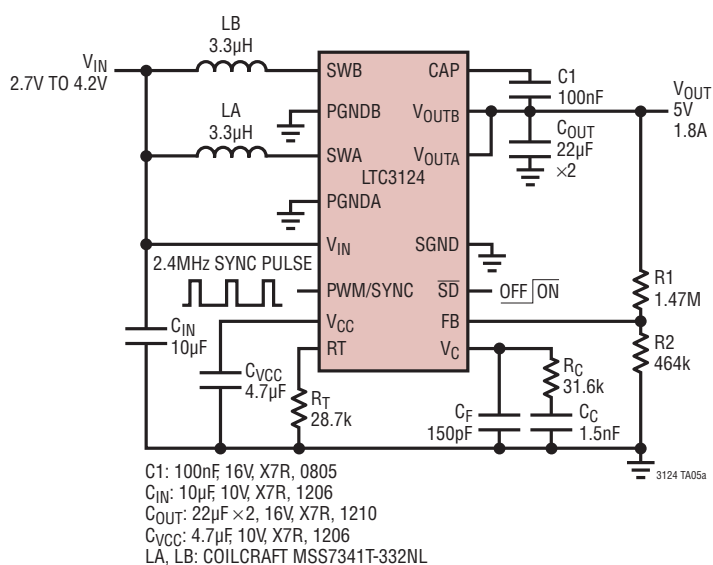 LB
3.3µH
VIN
2.7V TO 4.2V
LA
3.3µH
SWB
PGNDB
SWA
PGNDA
VIN
PWM/SYNC
VCC
RT
LTC3124
CAP
VOUTB
VOUTA
SGND
SD
FB
VC
C1
100nF
VOUT
5V
1.8A
COUT
22µF
×2
2.4MHz SYNC PULSE
OFF ON
R1
1.47M
R2
464k
CIN
10µF
CVCC
4.7µF
RT
28.7k
CF
150pF
RC
31.6k
CC
1.5nF
3124 TA05a
C1: 100nF, 16V, X7R, 0805
CIN: 10µF, 10V, X7R, 1206
COUT: 22µF ×2, 16V, X7R, 1210
CVCC: 4.7µF, 10V, X7R, 1206
LA, LB: COILCRAFT MSS7341T-332NL